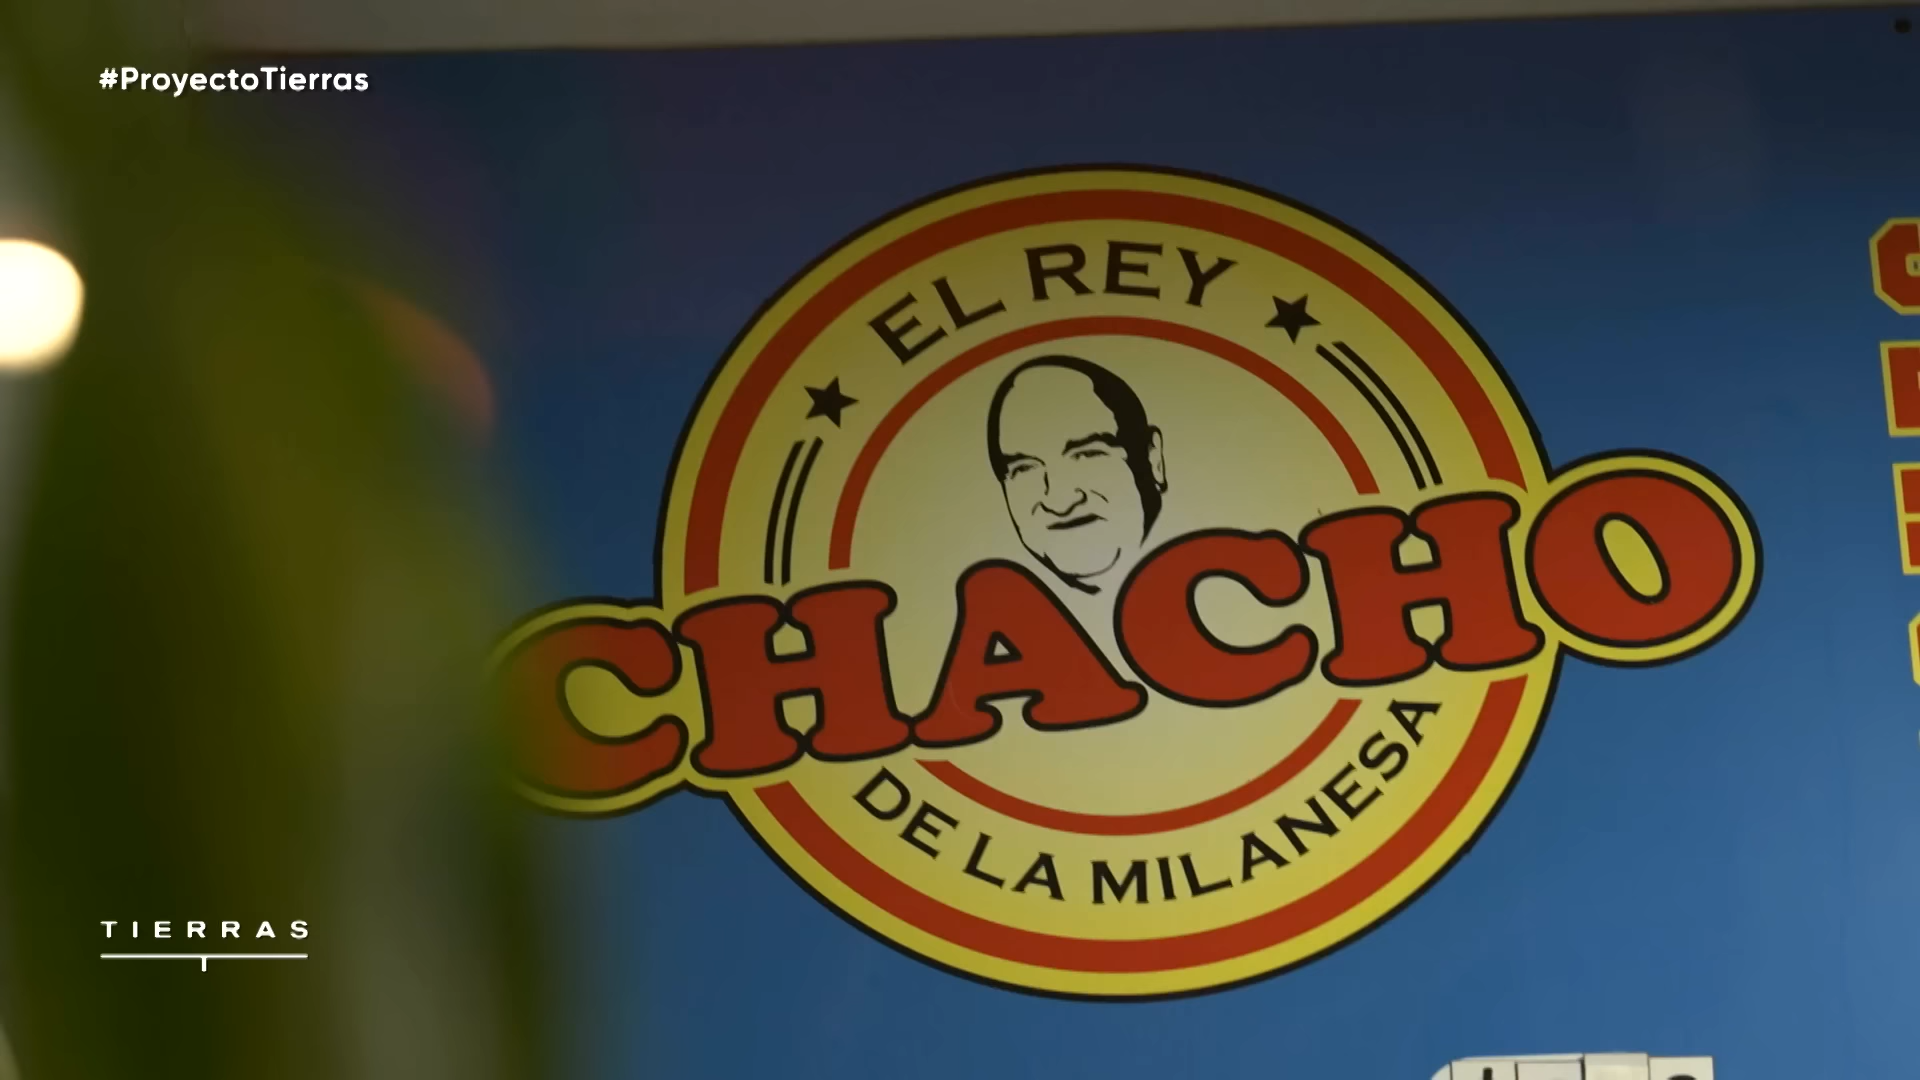 #ProyectoTierras
EL REY
CHACHO
DE LA MILANESA
TIERRAS